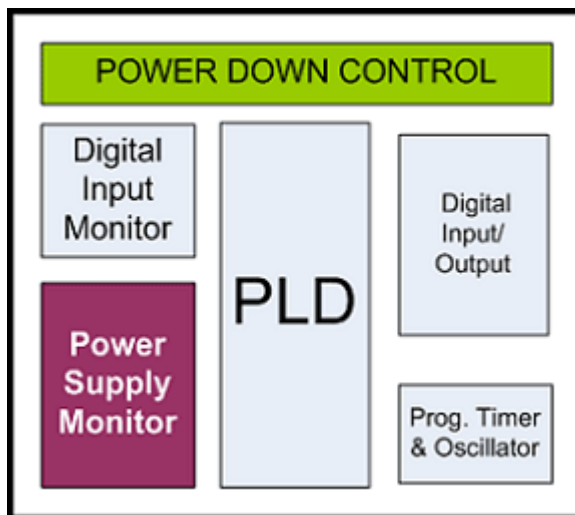 POWER DOWN CONTROL
Digital
Input
Monitor
Power
Supply
Monitor
PLD
Digital
Input/
Output
Prog. Timer
& Oscillator